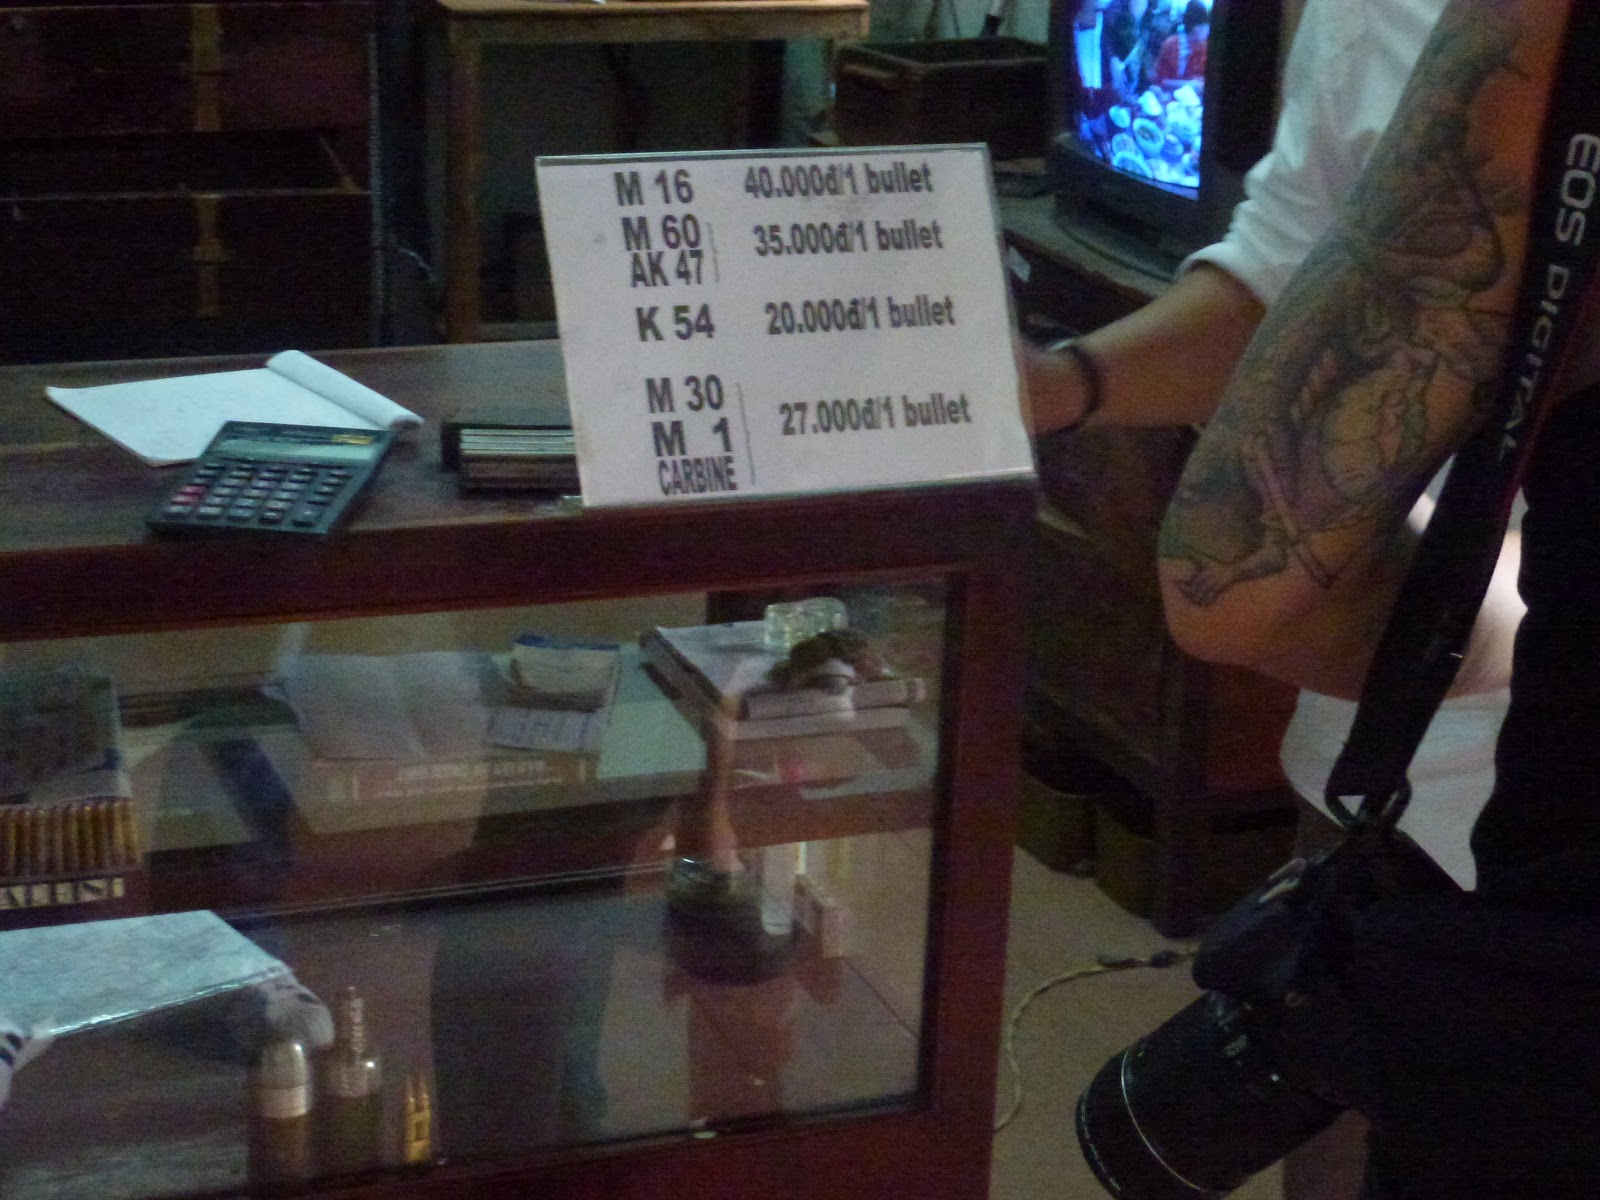 M 16 40.000đ/1 bullet
M 60 35.000đ/1 bullet
AK 47
K 54 20.000đ/1 bullet
M 30
M 1 27.000đ/1 bullet
CARBINE
EOS DIGITAL